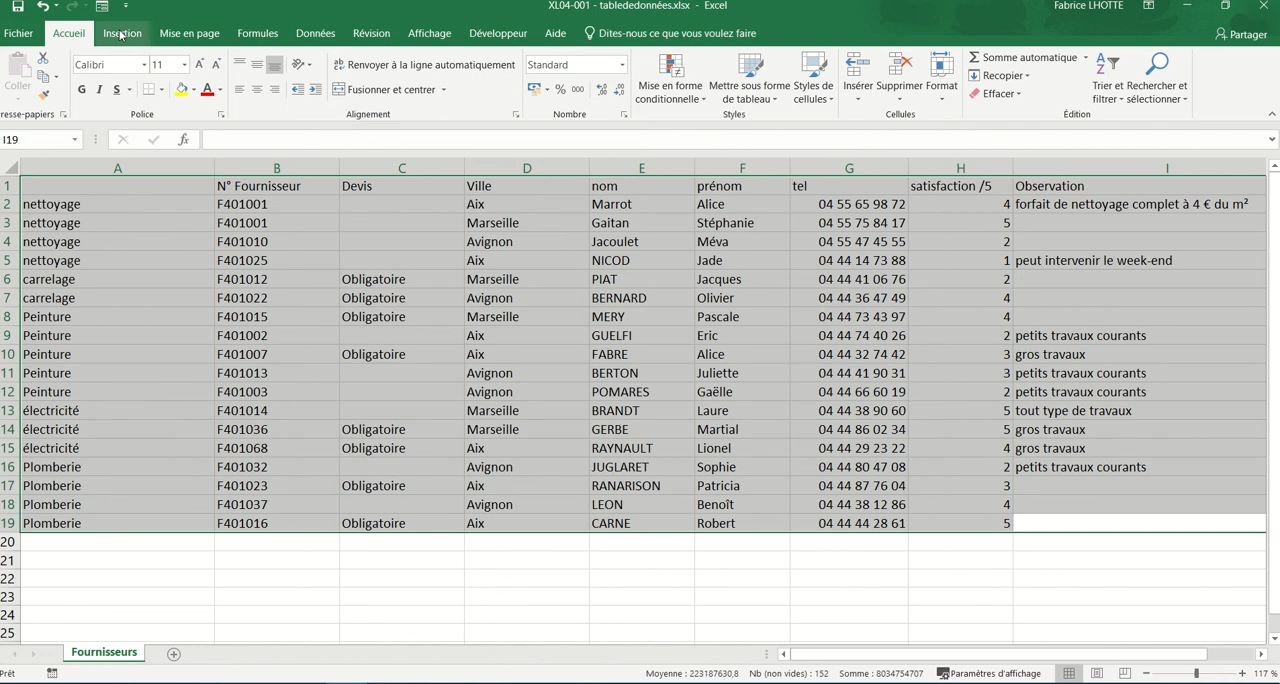 XL04-001 - tablededonnées.xlsx - Excel
Fabrice LHOTTE
Fichier Accueil Insertion Mise en page Formules Données Révision Affichage Développeur Aide Dites-nous ce que vous voulez faire Partager
Calibri 11 Renvoyer à la ligne automatiquement Standard Somme automatique
Coller G I S Fusionner et centrer % 000 Recopier
Mise en forme conditionnelle Mettre sous forme de tableau Styles de cellules Insérer Supprimer Format Effacer Trier et filtrer Rechercher et sélectionner
resse-papiers Police Alignement Nombre Styles Cellules Édition
I19 fx
A B C D E F G H I
1 N° Fournisseur Devis Ville nom prénom tel satisfaction /5 Observation
2 nettoyage F401001 Aix Marrot Alice 04 55 65 98 72 4 forfait de nettoyage complet à 4 € du m²
3 nettoyage F401001 Marseille Gaitan Stéphanie 04 55 75 84 17 5
4 nettoyage F401010 Avignon Jacoulet Méva 04 55 47 45 55 2
5 nettoyage F401025 Aix NICOD Jade 04 44 14 73 88 1 peut intervenir le week-end
6 carrelage F401012 Obligatoire Marseille PIAT Jacques 04 44 41 06 76 2
7 carrelage F401022 Obligatoire Avignon BERNARD Olivier 04 44 36 47 49 4
8 Peinture F401015 Obligatoire Marseille MERY Pascale 04 44 73 43 97 4
9 Peinture F401002 Aix GUELFI Eric 04 44 74 40 26 2 petits travaux courants
10 Peinture F401007 Obligatoire Aix FABRE Alice 04 44 32 74 42 3 gros travaux
11 Peinture F401013 Avignon BERTON Juliette 04 44 41 90 31 3 petits travaux courants
12 Peinture F401003 Avignon POMARES Gaëlle 04 44 66 60 19 2 petits travaux courants
13 électricité F401014 Marseille BRANDT Laure 04 44 38 90 60 5 tout type de travaux
14 électricité F401036 Obligatoire Marseille GERBE Martial 04 44 86 02 34 5 gros travaux
15 électricité F401068 Obligatoire Aix RAYNAULT Lionel 04 44 29 23 22 4 gros travaux
16 Plomberie F401032 Avignon JUGLARET Sophie 04 44 80 47 08 2 petits travaux courants
17 Plomberie F401023 Obligatoire Aix RANARISON Patricia 04 44 87 76 04 3
18 Plomberie F401037 Avignon LEON Benoît 04 44 38 12 86 4
19 Plomberie F401016 Obligatoire Aix CARNE Robert 04 44 44 28 61 5
20
21
22
23
24
25
Fournisseurs
Prêt Moyenne : 223187630,8 Nb (non vides) : 152 Somme : 8034754707 Paramètres d'affichage 117 %